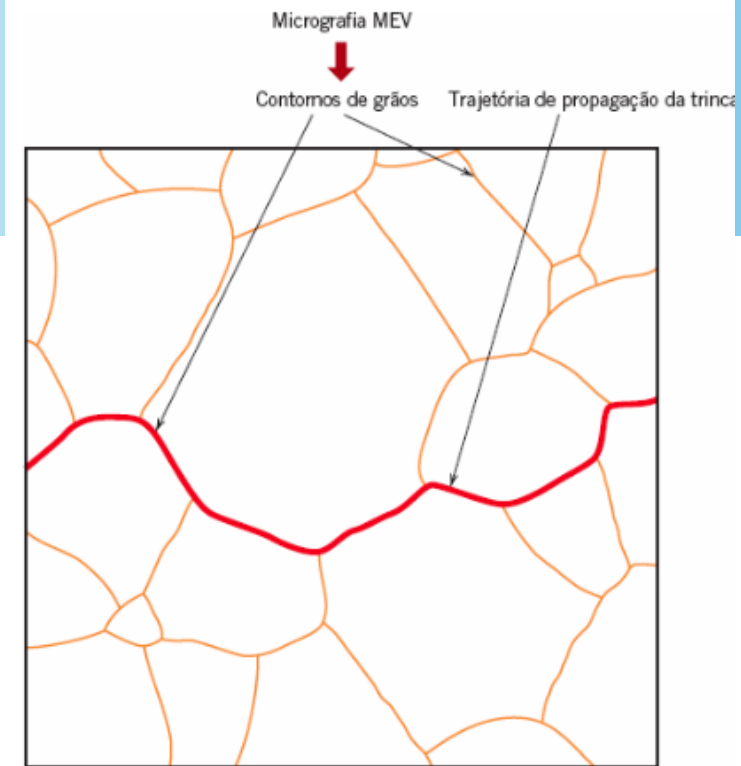 Micrografia MEV
Contornos de grãos
Trajetória de propagação da trinca